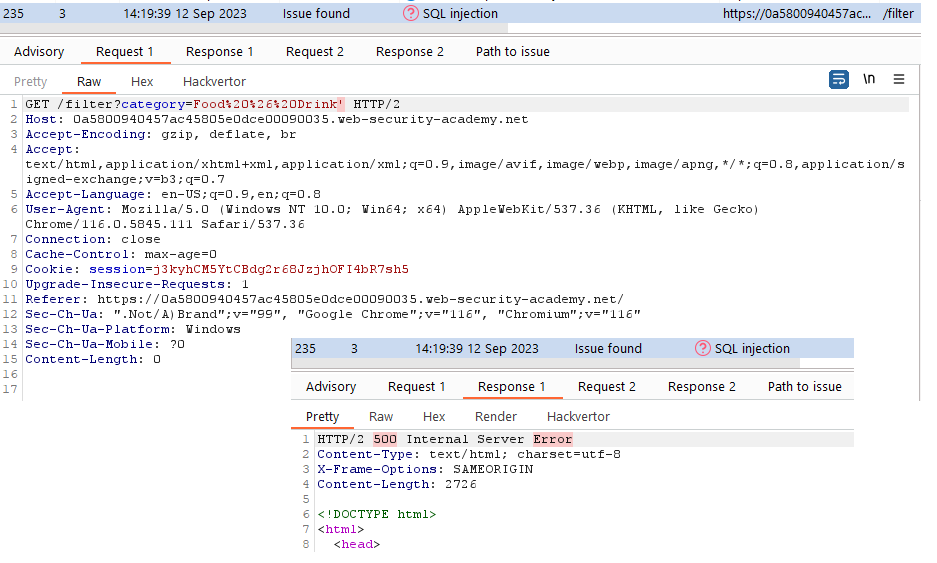 235 3 14:19:39 12 Sep 2023 Issue found ? SQL injection https://0a5800940457ac... /filter
Advisory Request 1 Response 1 Request 2 Response 2 Path to issue
Pretty Raw Hex Hackvertor \n
1 GET /filter?category=Food%20%26%20Drink' HTTP/2
2 Host: 0a5800940457ac45805e0dce00090035.web-security-academy.net
3 Accept-Encoding: gzip, deflate, br
4 Accept:
text/html,application/xhtml+xml,application/xml;q=0.9,image/avif,image/webp,image/apng,*/*;q=0.8,application/s
igned-exchange;v=b3;q=0.7
5 Accept-Language: en-US;q=0.9,en;q=0.8
6 User-Agent: Mozilla/5.0 (Windows NT 10.0; Win64; x64) AppleWebKit/537.36 (KHTML, like Gecko)
Chrome/116.0.5845.111 Safari/537.36
7 Connection: close
8 Cache-Control: max-age=0
9 Cookie: session=j3kyhCM5YtCBdg2r68JzjhOFI4bR7sh5
10 Upgrade-Insecure-Requests: 1
11 Referer: https://0a5800940457ac45805e0dce00090035.web-security-academy.net/
12 Sec-Ch-Ua: ".Not/A)Brand";v="99", "Google Chrome";v="116", "Chromium";v="116"
13 Sec-Ch-Ua-Platform: Windows
14 Sec-Ch-Ua-Mobile: ?0
15 Content-Length: 0
16
17
235 3 14:19:39 12 Sep 2023 Issue found ? SQL injection
Advisory Request 1 Response 1 Request 2 Response 2 Path to issue
Pretty Raw Hex Render Hackvertor
1 HTTP/2 500 Internal Server Error
2 Content-Type: text/html; charset=utf-8
3 X-Frame-Options: SAMEORIGIN
4 Content-Length: 2726
5
6 <!DOCTYPE html>
7 <html>
8 <head>